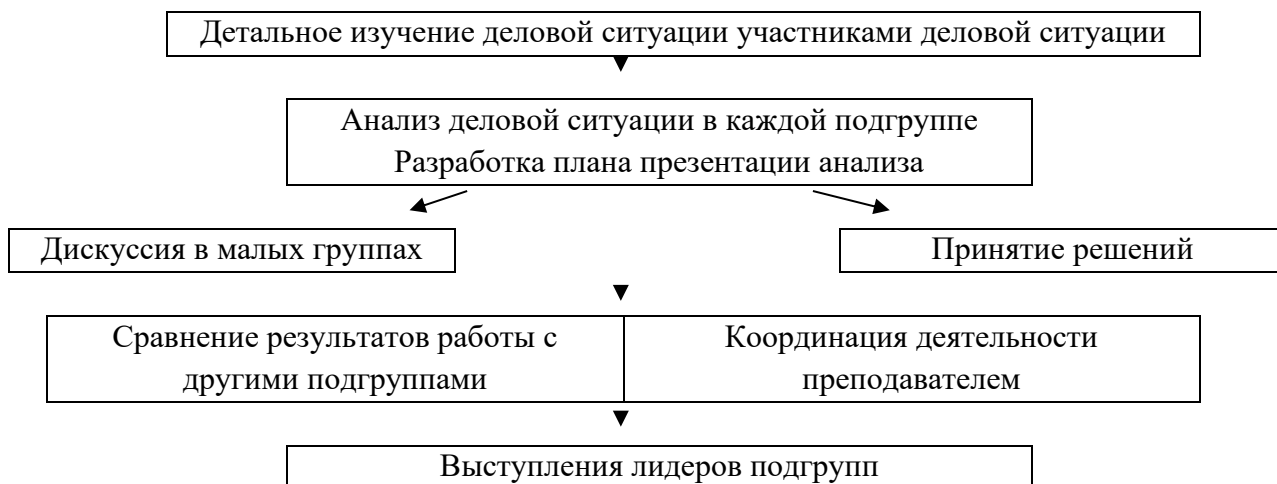 Детальное изучение деловой ситуации участниками деловой ситуации
Анализ деловой ситуации в каждой подгруппе
Разработка плана презентации анализа
Дискуссия в малых группах
Принятие решений
Сравнение результатов работы с
другими подгруппами
Координация деятельности
преподавателем
Выступления лидеров подгрупп